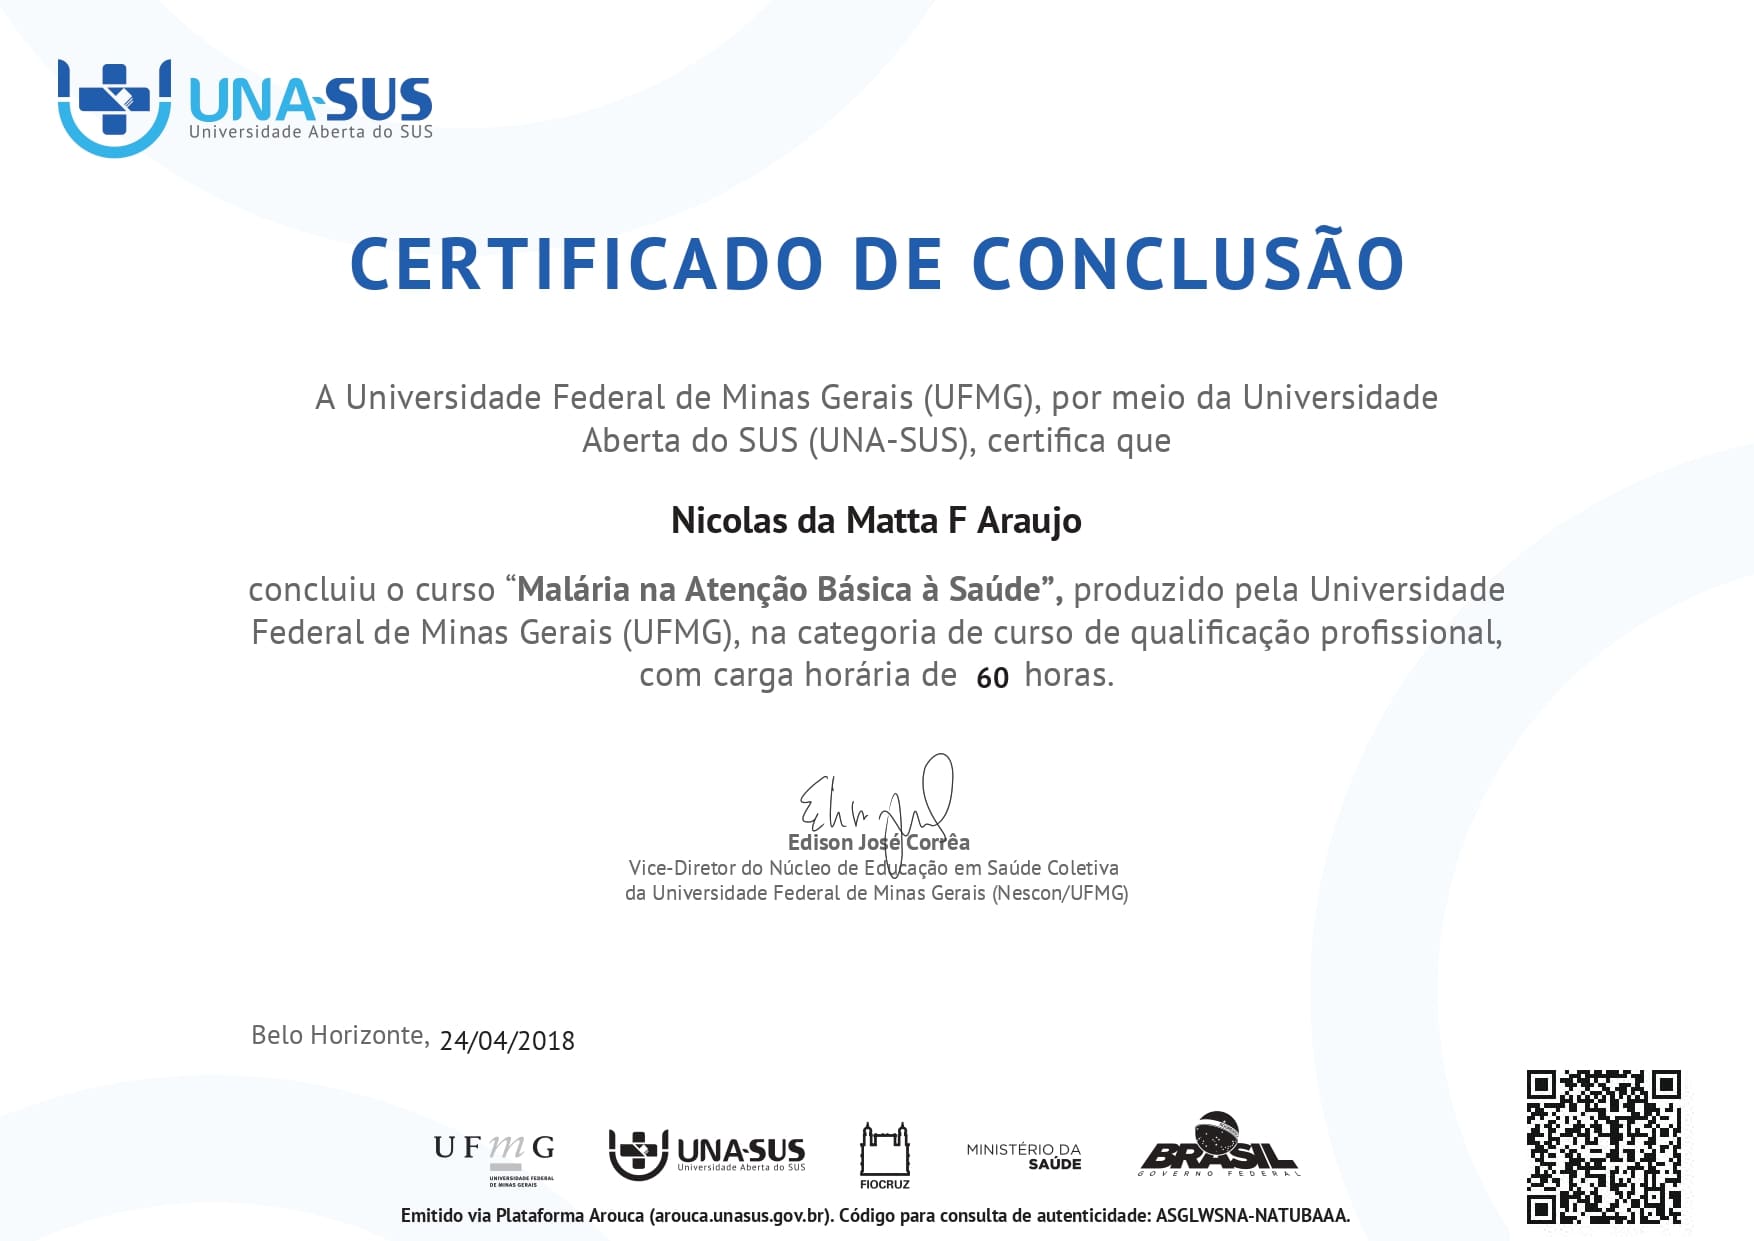 UNA-SUS
Universidade Aberta do SUS
CERTIFICADO DE CONCLUSÃO
A Universidade Federal de Minas Gerais (UFMG), por meio da Universidade
Aberta do SUS (UNA-SUS), certifica que
Nicolas da Matta F Araujo
concluiu o curso “Malária na Atenção Básica à Saúde”, produzido pela Universidade
Federal de Minas Gerais (UFMG), na categoria de curso de qualificação profissional,
com carga horária de 60 horas.
Edison José Corrêa
Vice-Diretor do Núcleo de Educação em Saúde Coletiva
da Universidade Federal de Minas Gerais (Nescon/UFMG)
Belo Horizonte, 24/04/2018
UFmG
UNIVERSIDADE FEDERAL
DE MINAS GERAIS
UNA-SUS
Universidade Aberta do SUS
FIOCRUZ
MINISTÉRIO DA
SAÚDE
BRASIL
GOVERNO FEDERAL
Emitido via Plataforma Arouca (arouca.unasus.gov.br). Código para consulta de autenticidade: ASGLWSNA-NATUBAAA.